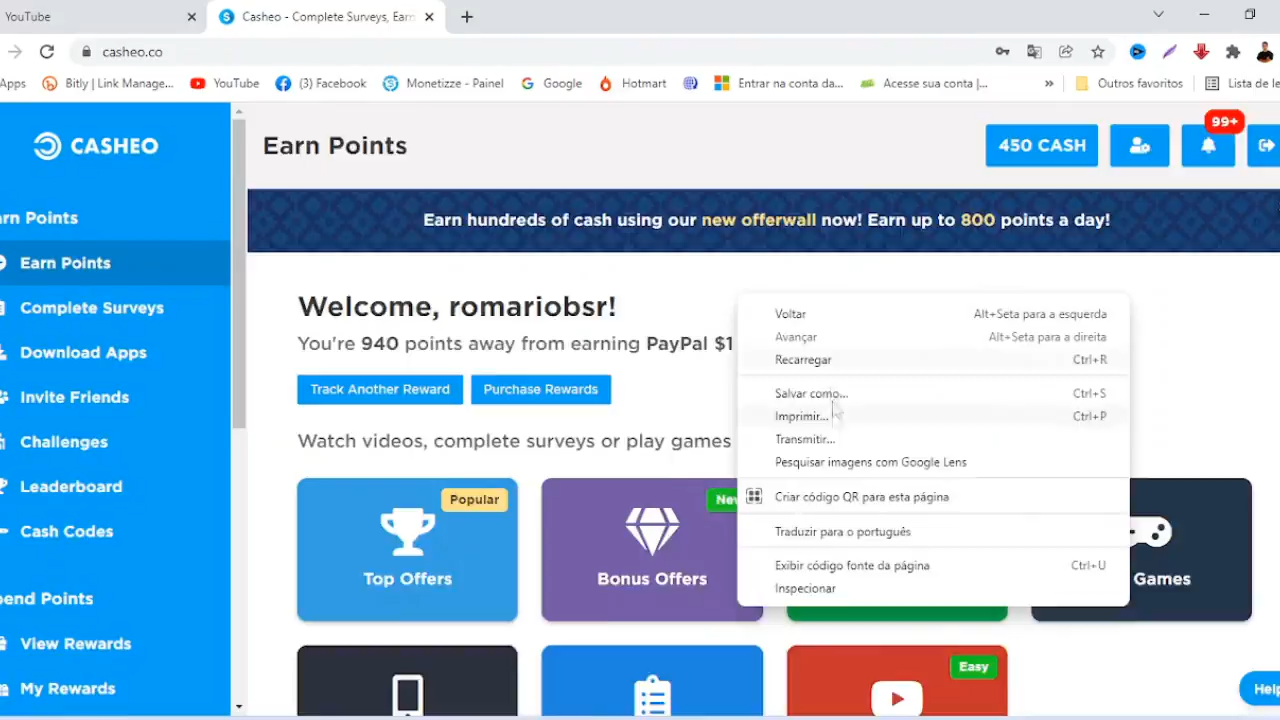 YouTube
Casheo - Complete Surveys, Earn
casheo.co
Apps
Bitly | Link Manage...
YouTube
(3) Facebook
Monetizze - Painel
Google
Hotmart
Entrar na conta da...
Acesse sua conta |...
»
Outros favoritos
Lista de le
CASHEO
Earn Points
450 CASH
99+
Earn hundreds of cash using our new offerwall now! Earn up to 800 points a day!
rn Points
Earn Points
Complete Surveys
Download Apps
Invite Friends
Challenges
Leaderboard
Cash Codes
pend Points
View Rewards
My Rewards
Welcome, romariobsr!
You're 940 points away from earning PayPal $1
Track Another Reward
Purchase Rewards
Watch videos, complete surveys or play games
Voltar Alt+Seta para a esquerda
Avançar Alt+Seta para a direita
Recarregar Ctrl+R
Salvar como... Ctrl+S
Imprimir... Ctrl+P
Transmitir...
Pesquisar imagens com Google Lens
Criar código QR para esta página
Traduzir para o português
Exibir código fonte da página Ctrl+U
Inspecionar
Popular
Top Offers
New
Bonus Offers
Games
Easy
Help